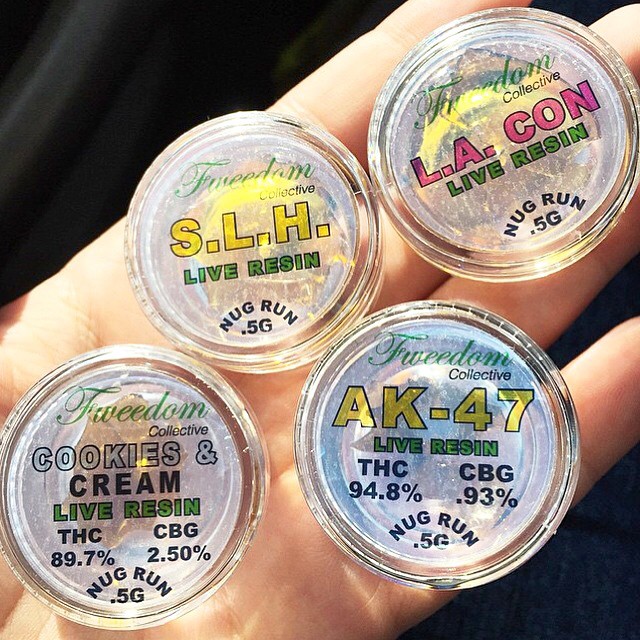 Fweedom
Collective
S.L.H.
LIVE RESIN
NUG RUN
.5G
Fweedom
Collective
L.A. CON
LIVE RESIN
NUG RUN
.5G
Fweedom
Collective
COOKIES &
CREAM
LIVE RESIN
THC CBG
89.7% 2.50%
NUG RUN
.5G
Fweedom
Collective
AK-47
LIVE RESIN
THC CBG
94.8% .93%
NUG RUN
.5G